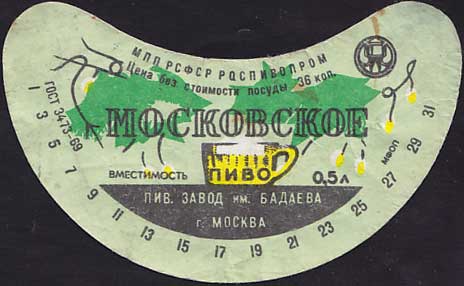 МПП РСФСР РОСПИВОПРОМ
Цена без стоимости посуды 36 коп.
ГОСТ 3473-69
МОСКОВСКОЕ
ПИВО
ВМЕСТИМОСТЬ 0,5 л
ПИВ. ЗАВОД им. БАДАЕВА
г. МОСКВА
1 3 5 7 9 11 13 15 17 19 21 23 25 27 29 31